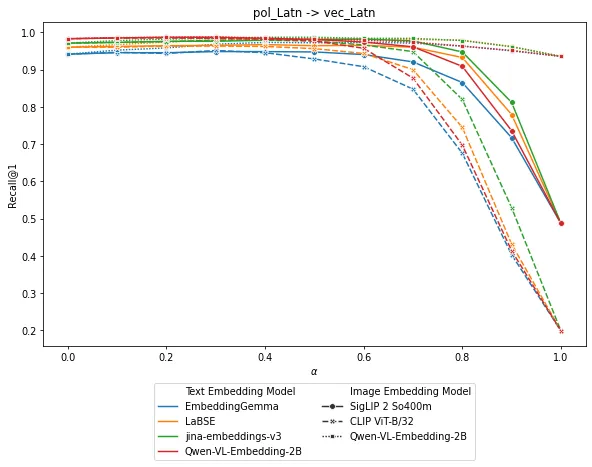 pol_Latn -> vec_Latn
Recall@1
1.0
0.9
0.8
0.7
0.6
0.5
0.4
0.3
0.2
0.0
0.2
0.4
0.6
0.8
1.0
α
Text Embedding Model
EmbeddingGemma
LaBSE
jina-embeddings-v3
Qwen-VL-Embedding-2B
Image Embedding Model
SigLIP 2 So400m
CLIP ViT-B/32
Qwen-VL-Embedding-2B